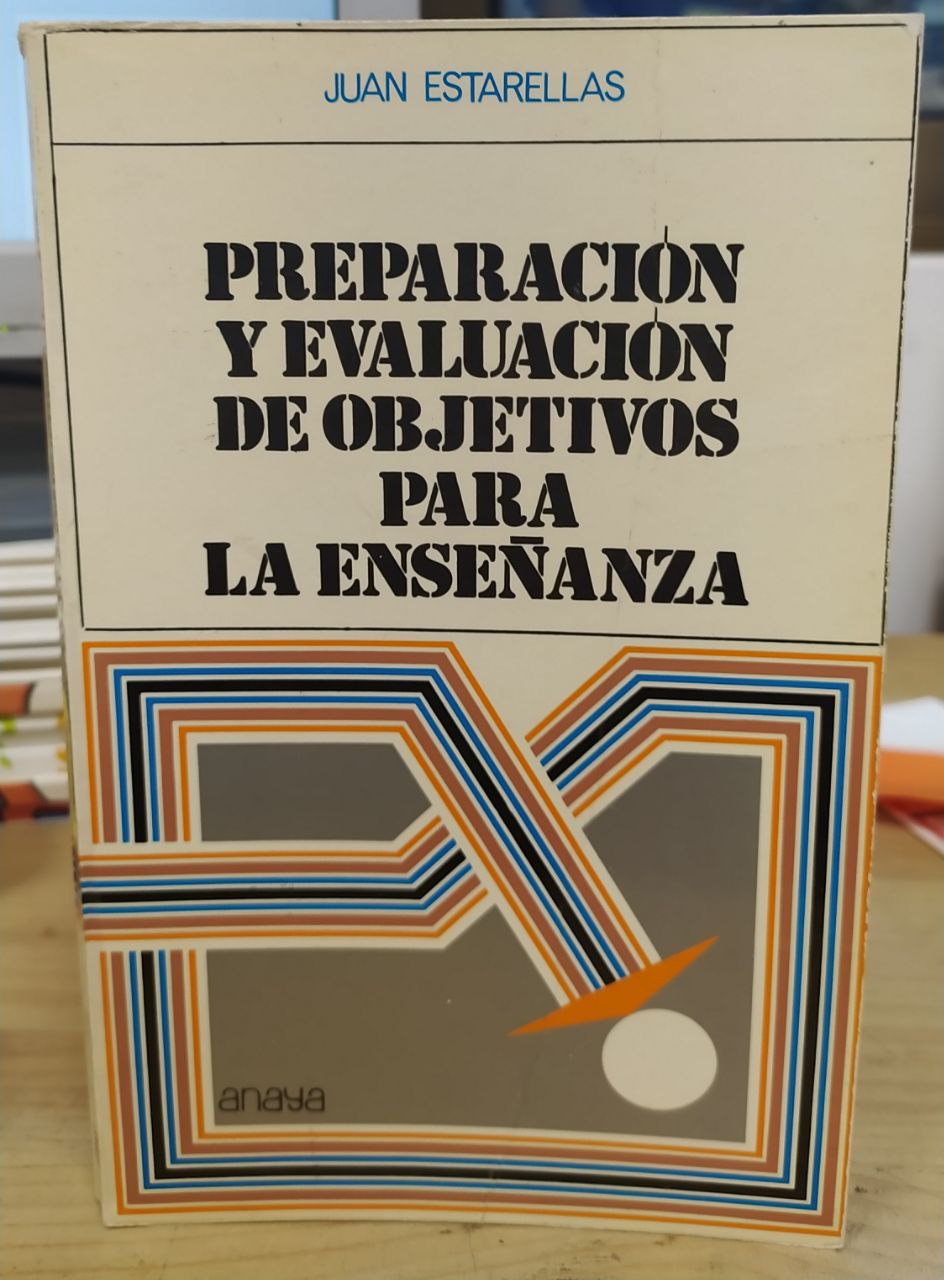 JUAN ESTARELLAS
PREPARACIÓN
Y EVALUACIÓN
DE OBJETIVOS
PARA
LA ENSEÑANZA
anaya